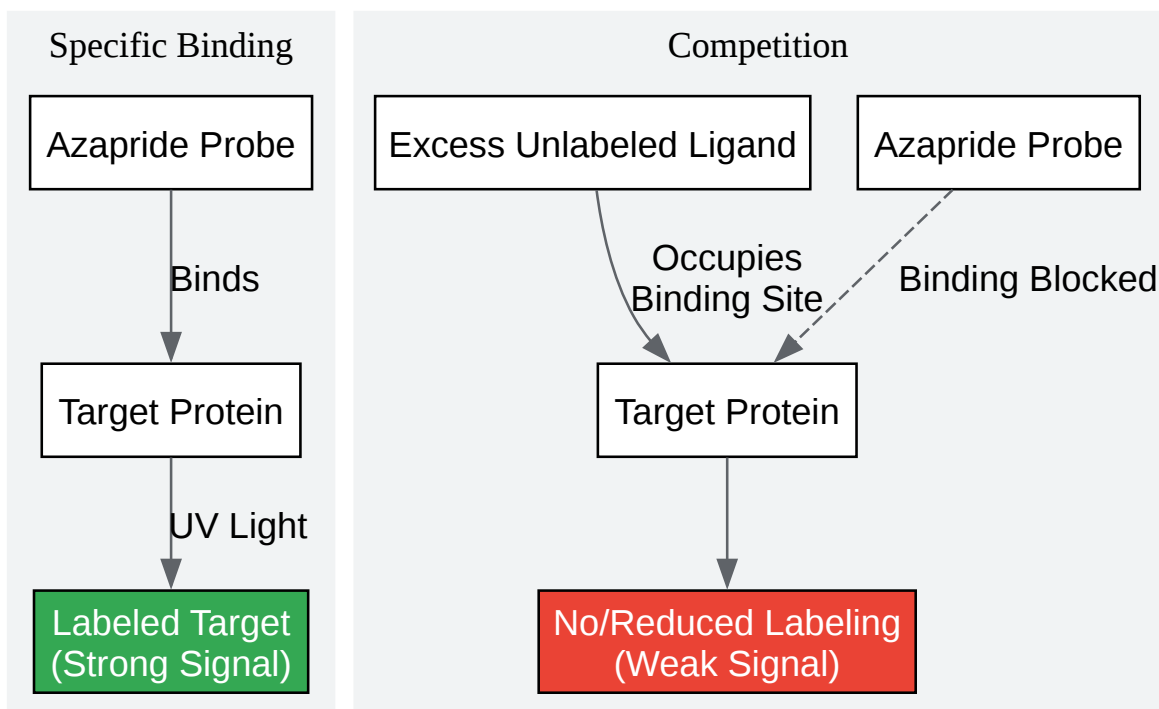 Specific Binding
Azapride Probe
Binds
Target Protein
UV Light
Labeled Target
(Strong Signal)
Competition
Excess Unlabeled Ligand
Azapride Probe
Occupies
Binding Site
Binding Blocked
Target Protein
No/Reduced Labeling
(Weak Signal)